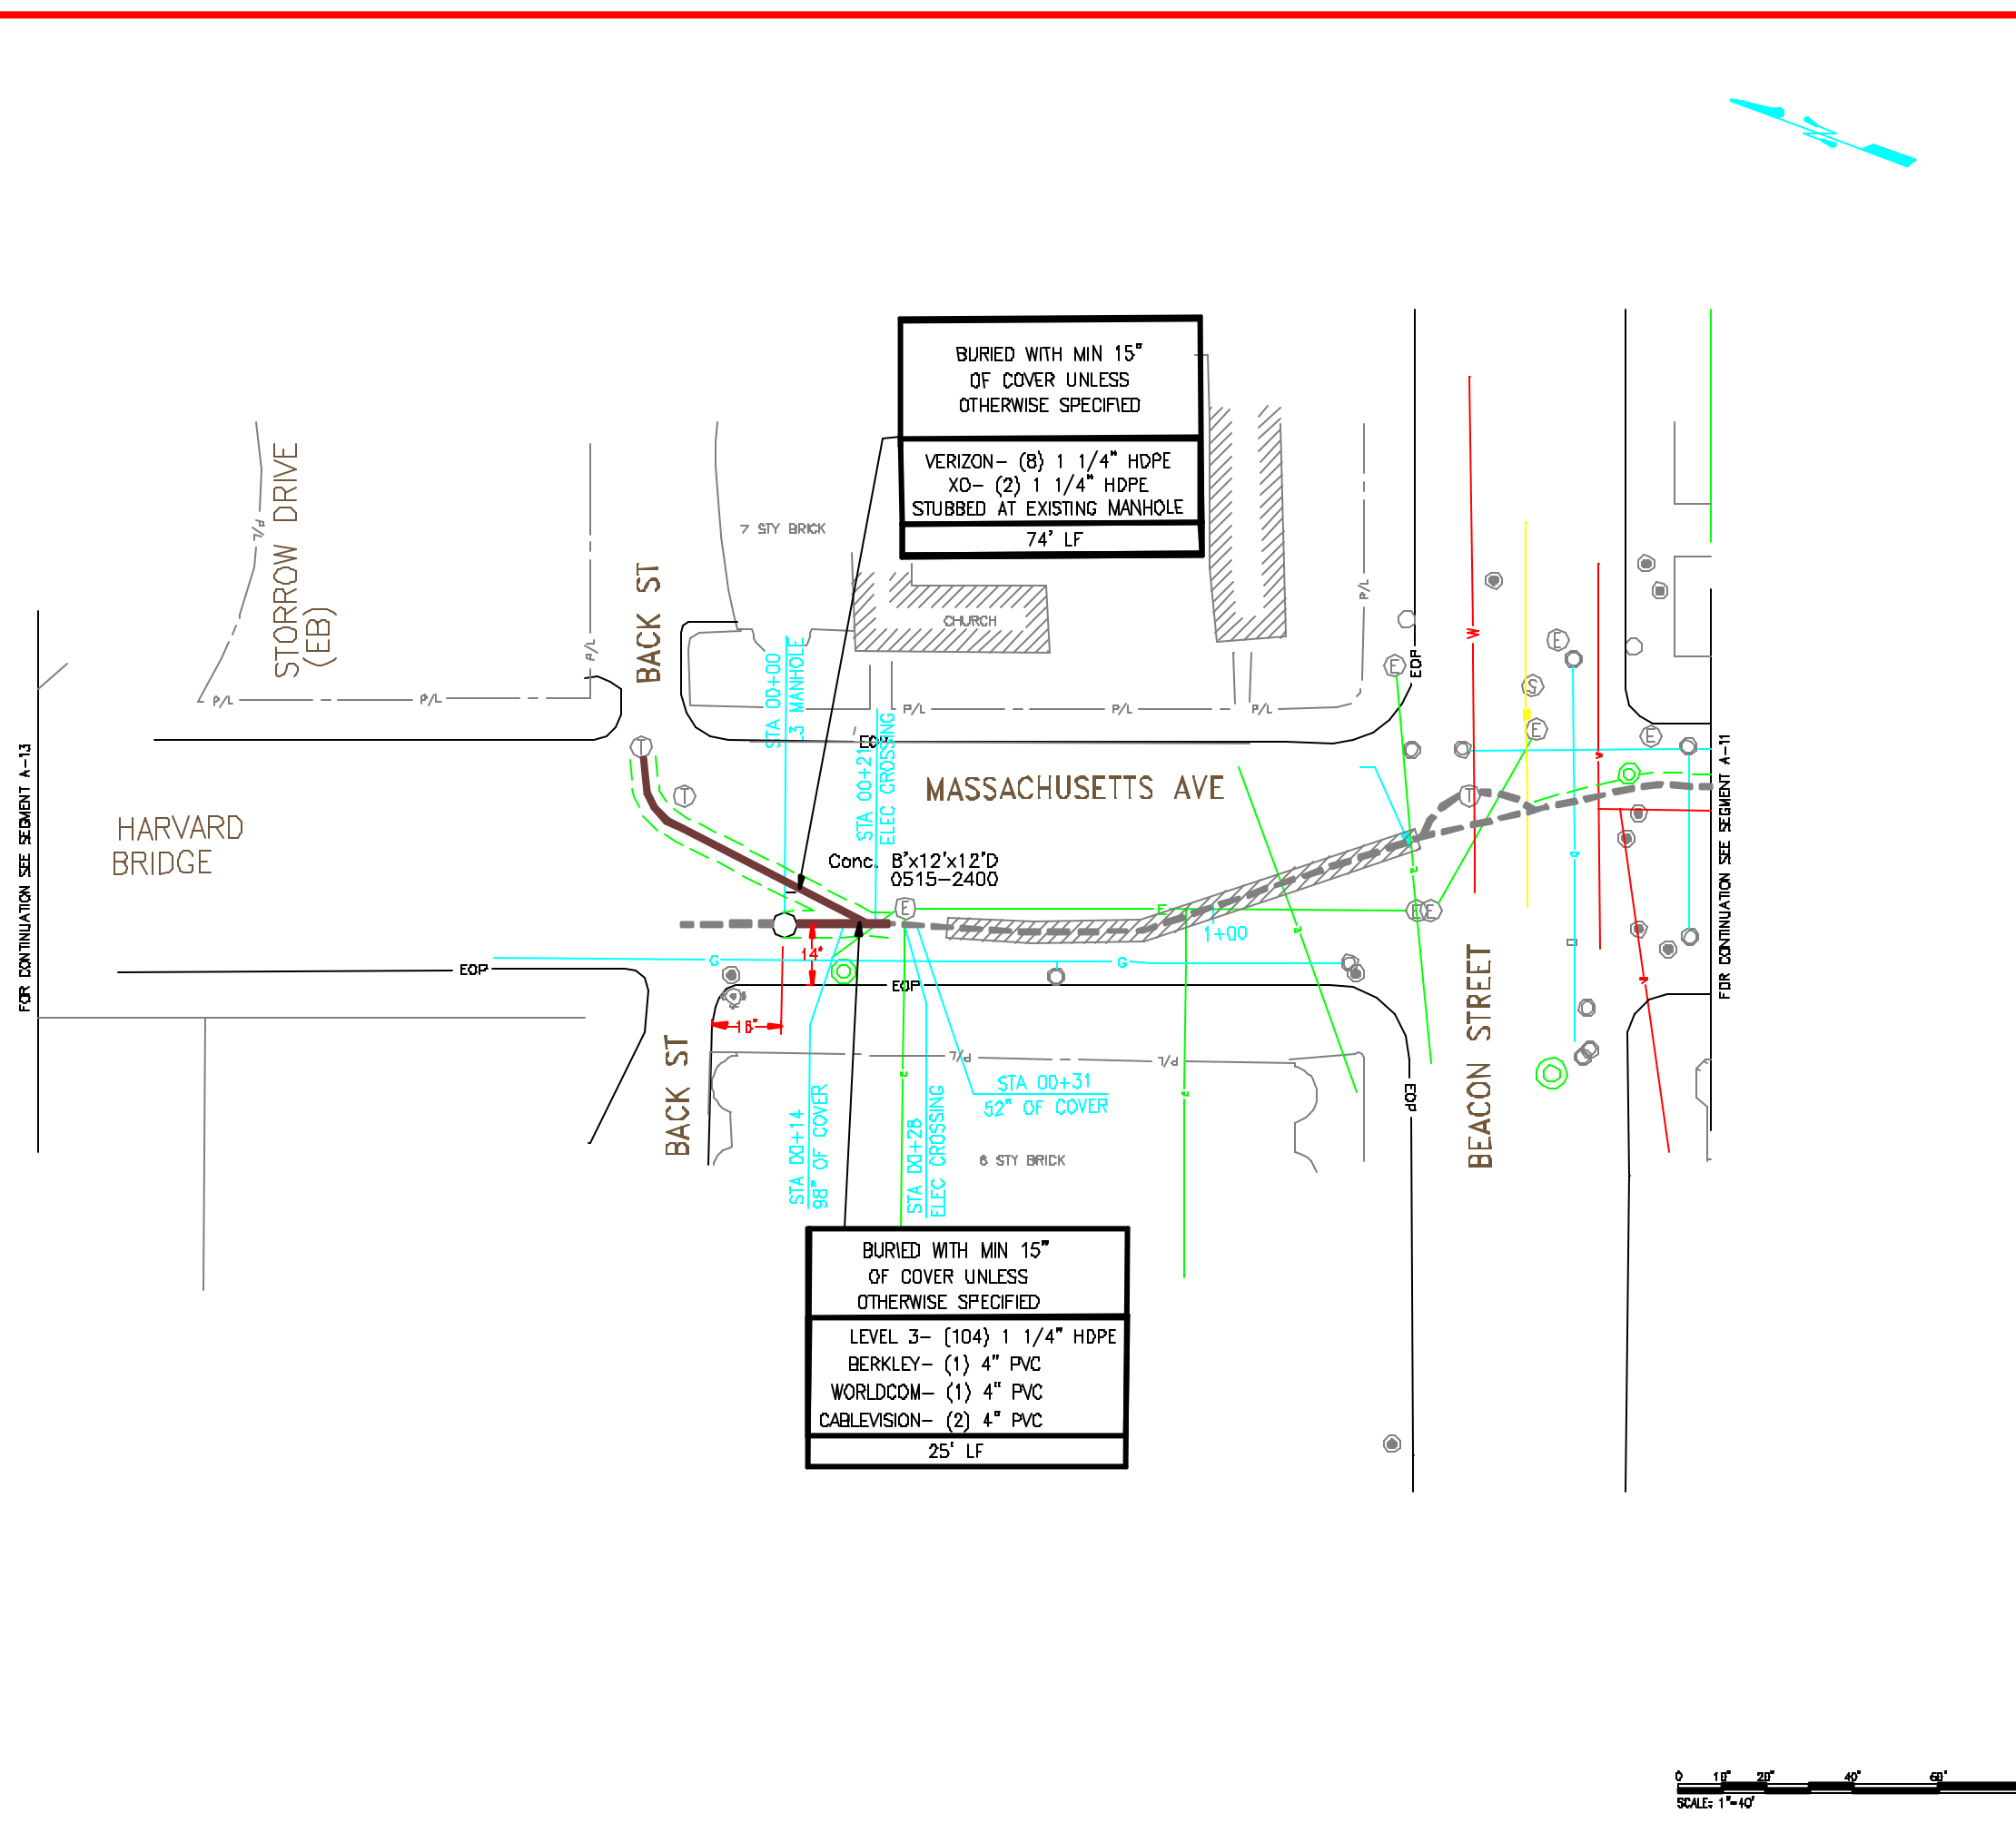 BURIED WITH MIN 15"
OF COVER UNLESS
OTHERWISE SPECIFIED
VERIZON- (8) 1 1/4" HDPE
XO- (2) 1 1/4" HDPE
STUBBED AT EXISTING MANHOLE
74' LF
STORROW DRIVE
(EB)
P/L
7 STY BRICK
BACK ST
CHURCH
P/L
P/L
P/L
P/L
P/L
P/L
P/L
STA 00+00
L3 MANHOLE
STA 00+21
ELEC CROSSING
EOP
EOP
W
E
E
S
E
E
T
T
T
MASSACHUSETTS AVE
HARVARD
BRIDGE
FOR CONTINUATION SEE SEGMENT A-13
FOR CONTINUATION SEE SEGMENT A-11
Conc. 8'x12'x12'D
0515-2400
E
E
E
E
1+00
14'
G
G
EOP
EOP
18'
BACK ST
BEACON STREET
P/L
P/L
STA 00+31
52" OF COVER
STA 00+14
98" OF COVER
STA 00+28
ELEC CROSSING
EOP
6 STY BRICK
BURIED WITH MIN 15"
OF COVER UNLESS
OTHERWISE SPECIFIED
LEVEL 3- (104) 1 1/4" HDPE
BERKLEY- (1) 4" PVC
WORLDCOM- (1) 4" PVC
CABLEVISION- (2) 4" PVC
25' LF
0 10' 20' 40' 60'
SCALE: 1"=40'